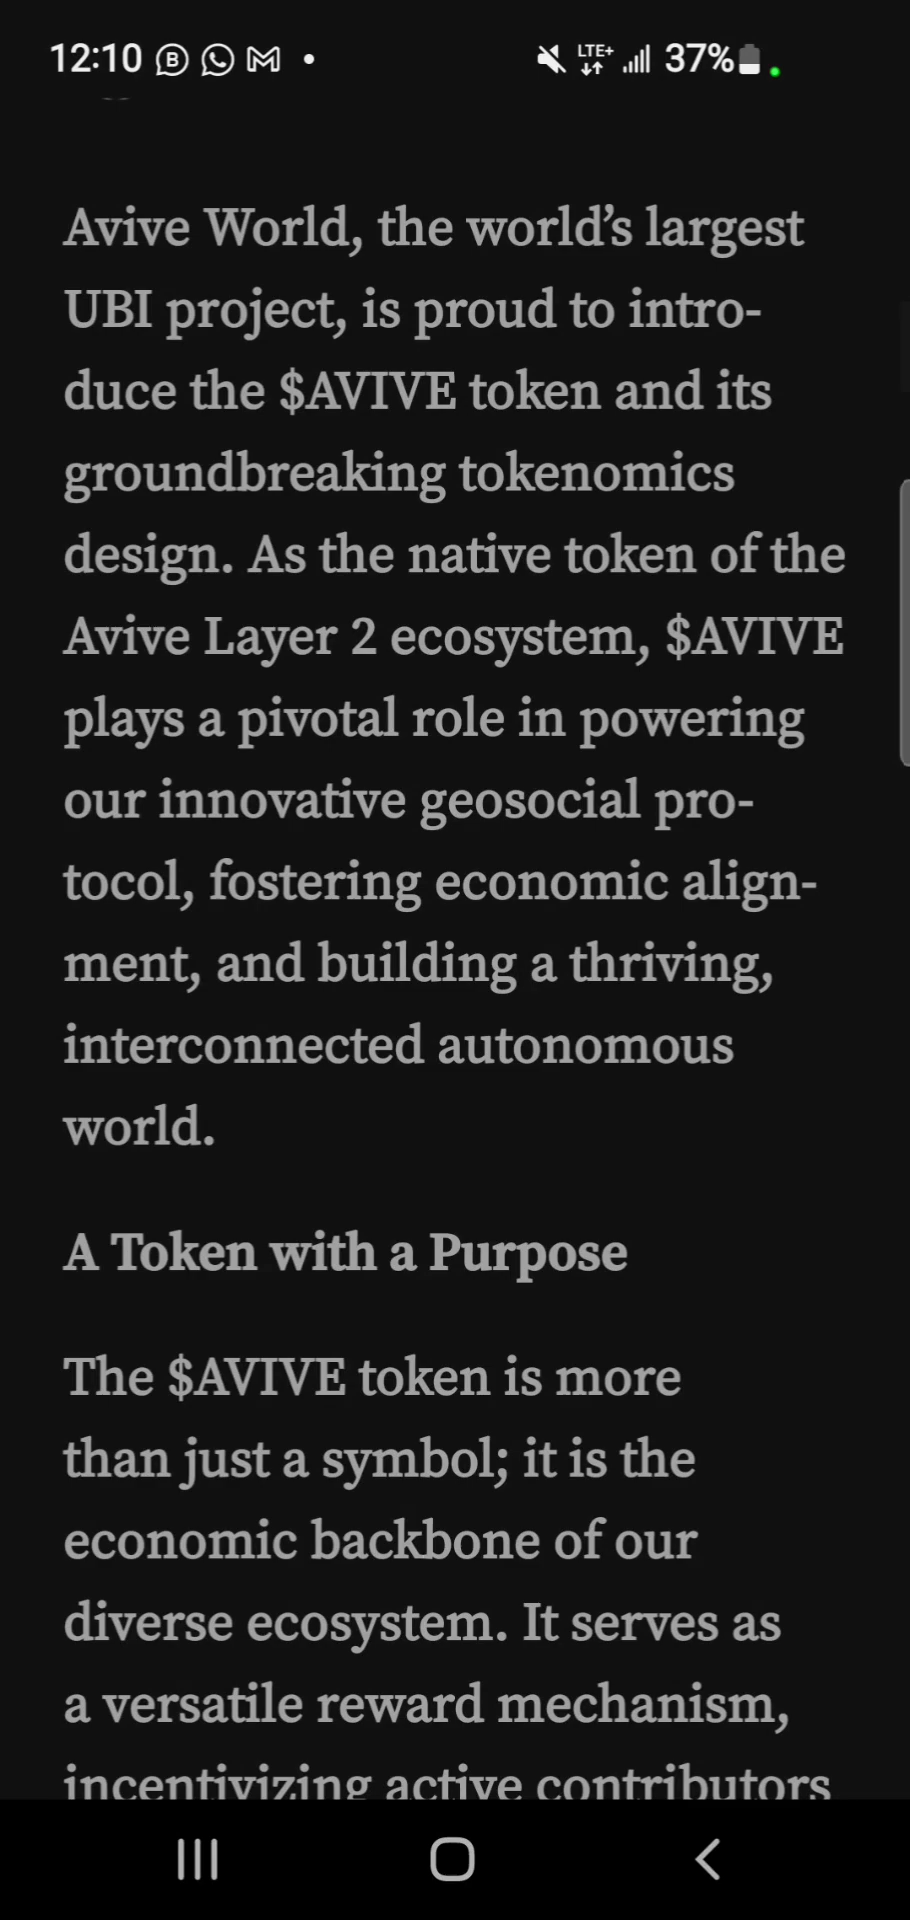 12:10 LTE+ 37%
Avive World, the world’s largest
UBI project, is proud to intro-
duce the $AVIVE token and its
groundbreaking tokenomics
design. As the native token of the
Avive Layer 2 ecosystem, $AVIVE
plays a pivotal role in powering
our innovative geosocial pro-
tocol, fostering economic align-
ment, and building a thriving,
interconnected autonomous
world.
A Token with a Purpose
The $AVIVE token is more
than just a symbol; it is the
economic backbone of our
diverse ecosystem. It serves as
a versatile reward mechanism,
incentivizing active contributors